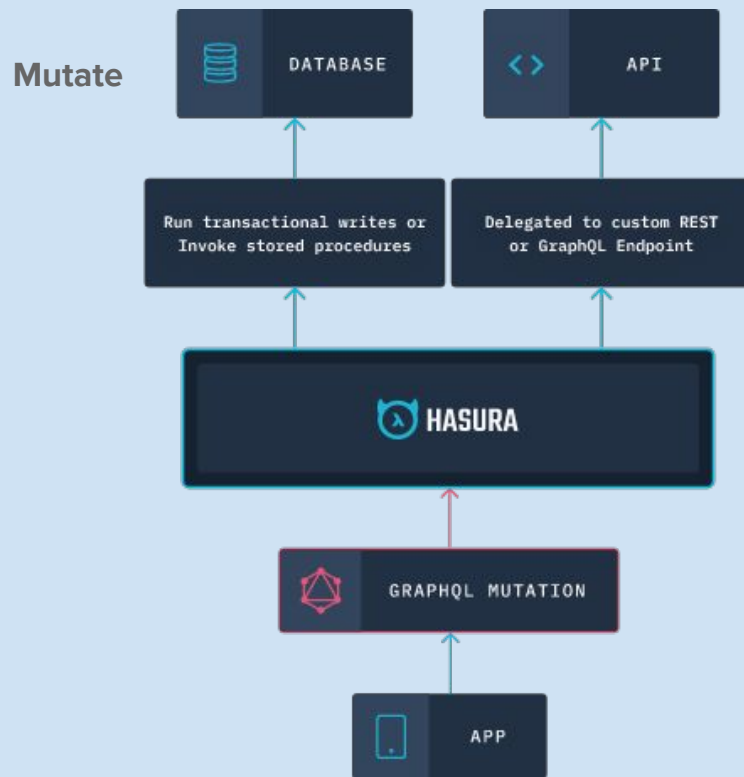 Mutate
DATABASE
API
Run transactional writes or
Invoke stored procedures
Delegated to custom REST
or GraphQL Endpoint
λ HASURA
GRAPHQL MUTATION
APP